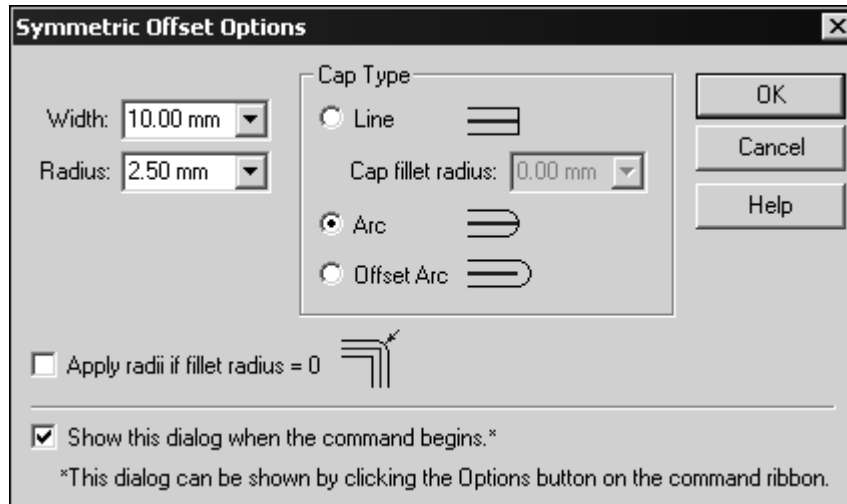 Symmetric Offset Options
Cap Type
Width: 10.00 mm
Line
OK
Radius: 2.50 mm
Cap fillet radius: 0.00 mm
Cancel
Arc
Help
Offset Arc
Apply radii if fillet radius = 0
Show this dialog when the command begins.*
*This dialog can be shown by clicking the Options button on the command ribbon.